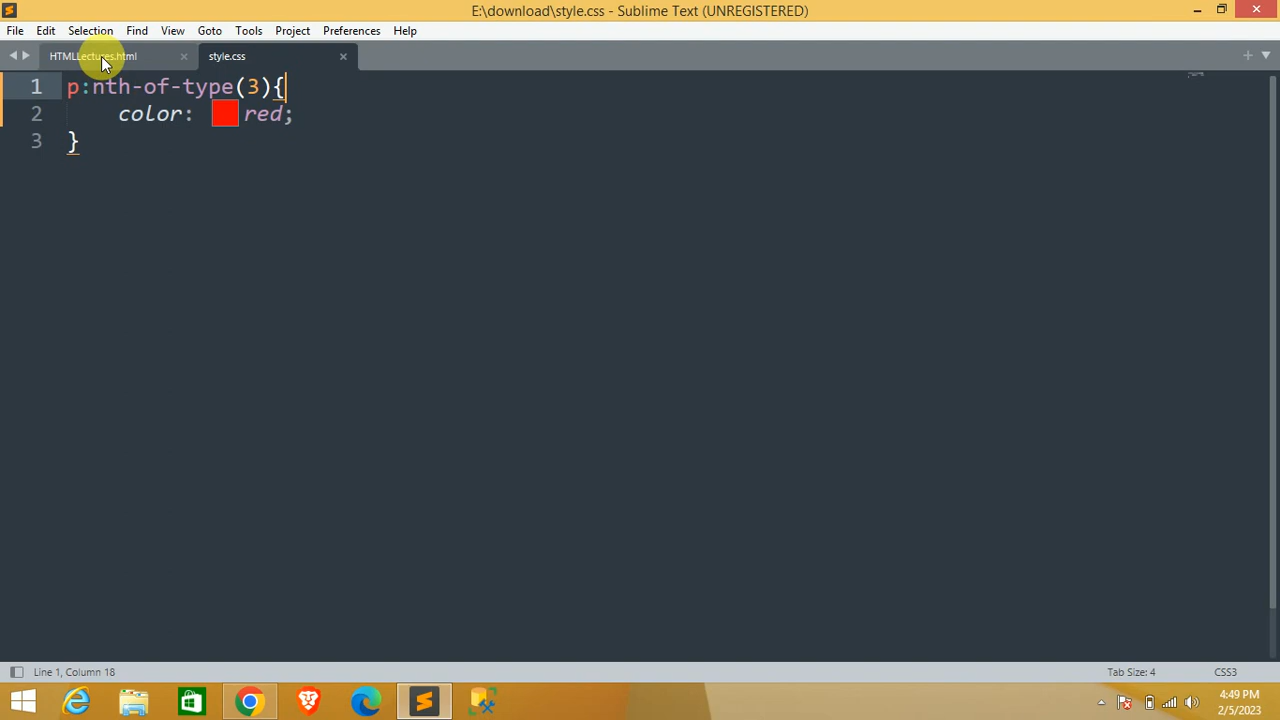 E:\download\style.css - Sublime Text (UNREGISTERED)
File Edit Selection Find View Goto Tools Project Preferences Help
HTMLLectures.html style.css
1 p:nth-of-type(3){
2 color: red;
3 }
Line 1, Column 18 Tab Size: 4 CSS3
4:49 PM
2/5/2023